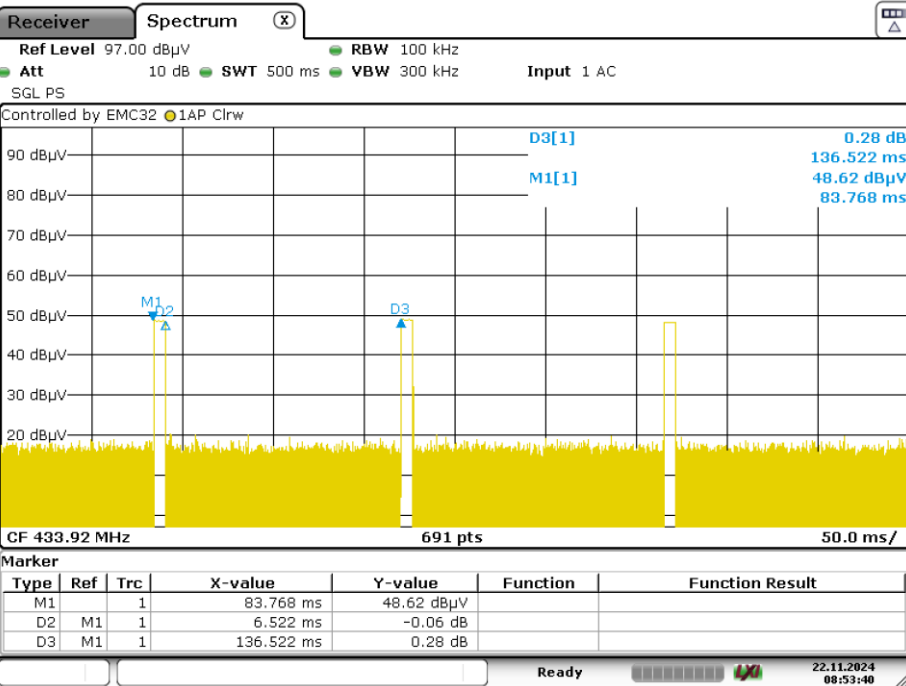 Receiver Spectrum X
Ref Level 97.00 dBµV RBW 100 kHz
Att 10 dB SWT 500 ms VBW 300 kHz Input 1 AC
SGL PS
Controlled by EMC32 1AP Clrw
D3[1] 0.28 dB
136.522 ms
M1[1] 48.62 dBµV
83.768 ms
90 dBµV
80 dBµV
70 dBµV
60 dBµV
M1 D2 D3
50 dBµV
40 dBµV
30 dBµV
20 dBµV
CF 433.92 MHz 691 pts 50.0 ms/
Marker
Type Ref Trc X-value Y-value Function Function Result
M1 1 83.768 ms 48.62 dBµV
D2 M1 1 6.522 ms -0.06 dB
D3 M1 1 136.522 ms 0.28 dB
Ready LXI 22.11.2024
08:53:40